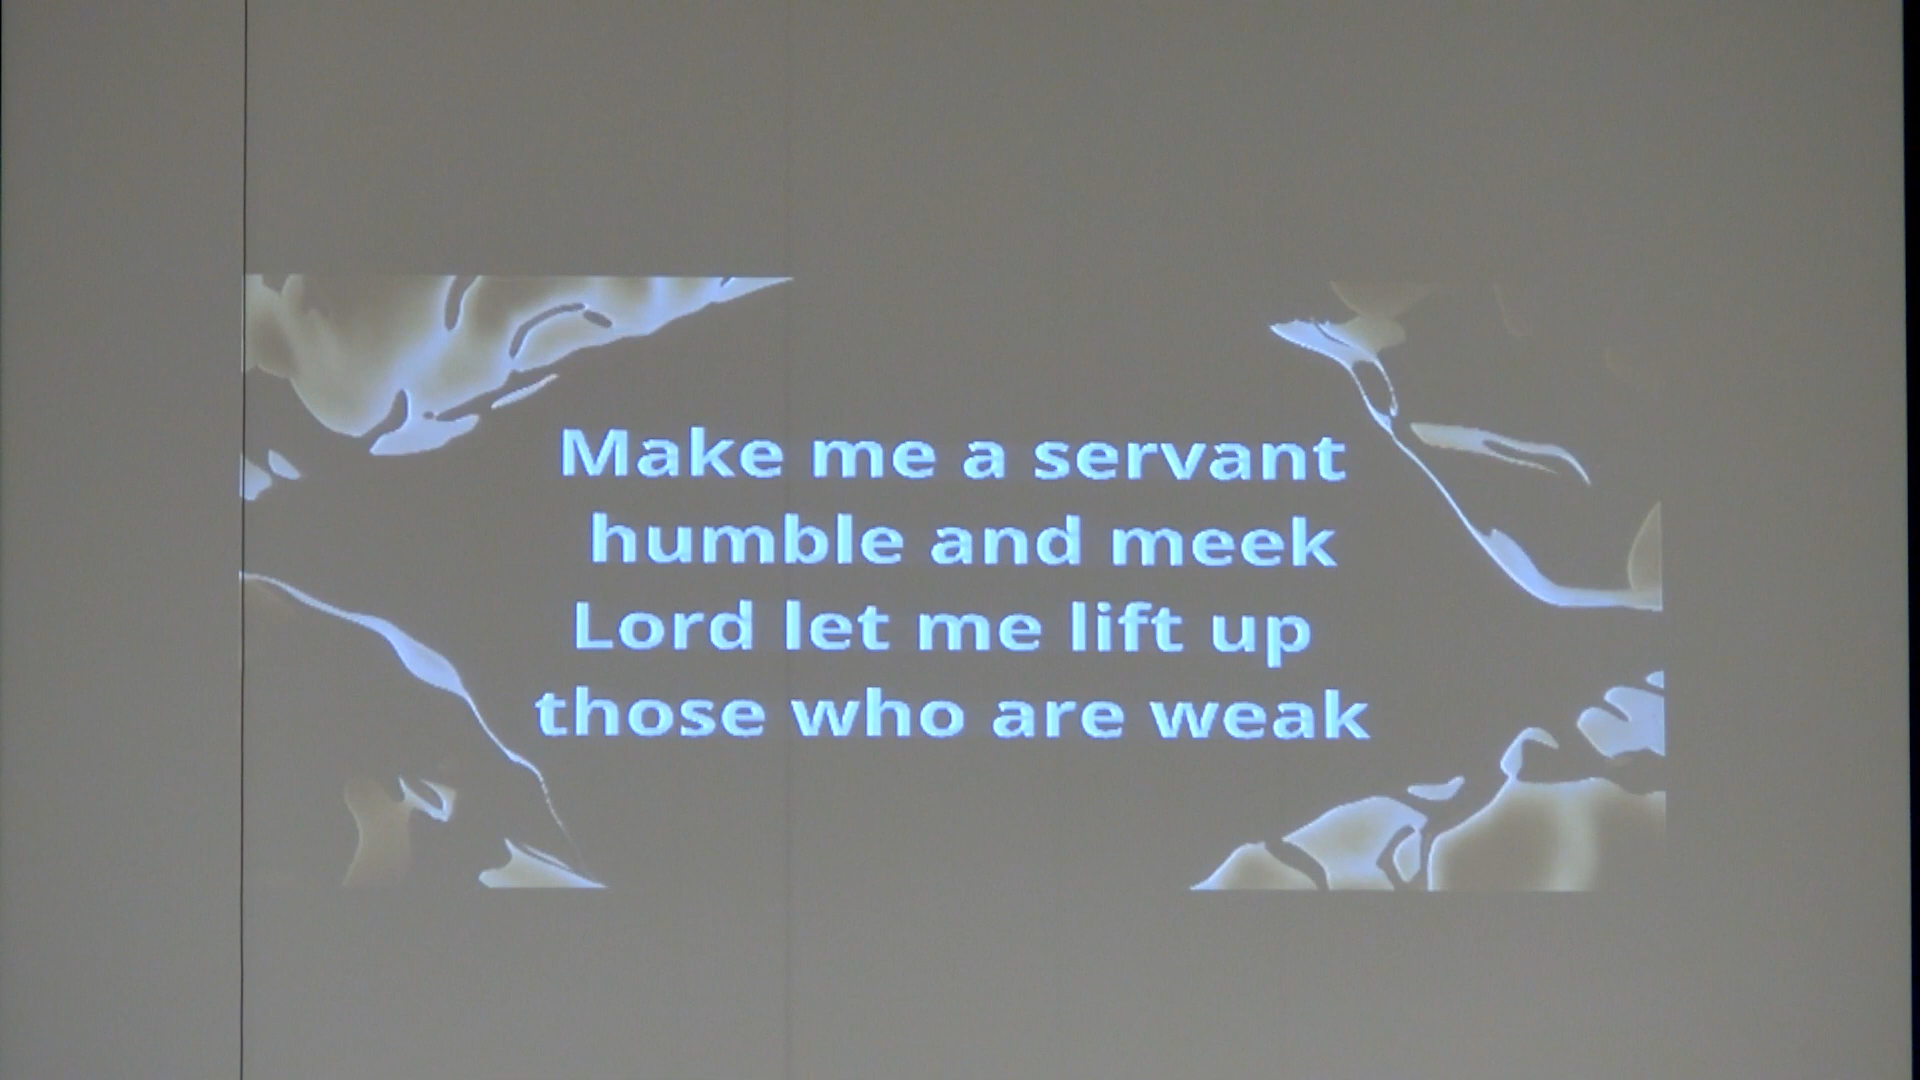 Make me a servant
humble and meek
Lord let me lift up
those who are weak